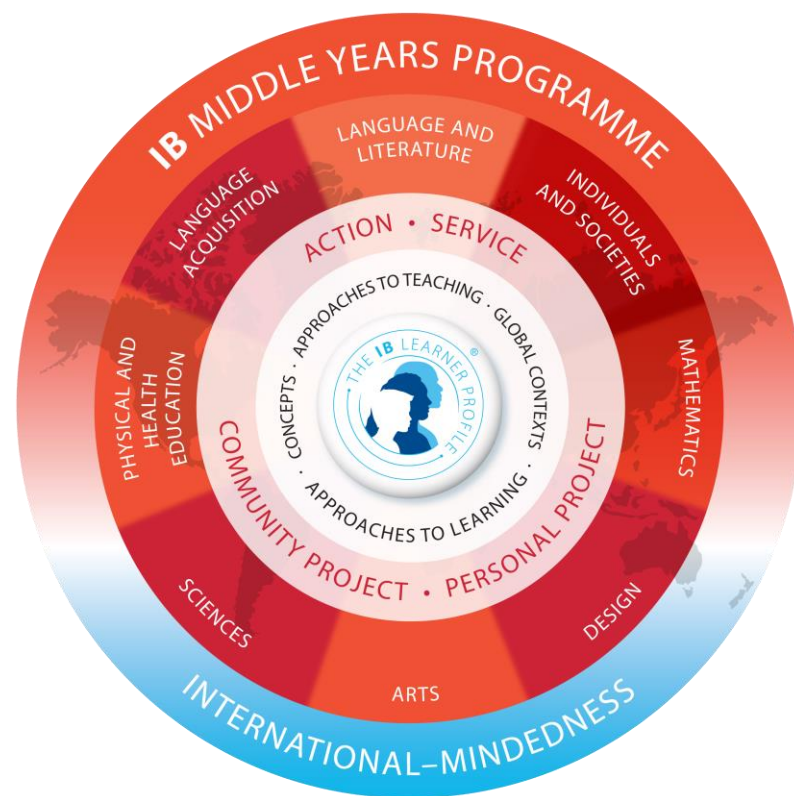 IB MIDDLE YEARS PROGRAMME
LANGUAGE AND
LITERATURE
INDIVIDUALS
AND SOCIETIES
MATHEMATICS
DESIGN
ARTS
SCIENCES
PHYSICAL AND
HEALTH
EDUCATION
LANGUAGE
ACQUISITION
ACTION • SERVICE
COMMUNITY PROJECT • PERSONAL PROJECT
APPROACHES TO TEACHING · GLOBAL CONTEXTS · APPROACHES TO LEARNING · CONCEPTS ·
THE IB LEARNER PROFILE ®
INTERNATIONAL–MINDEDNESS